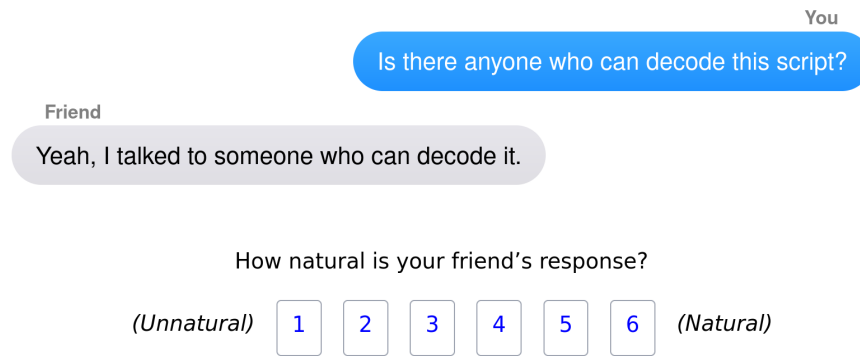 You
Is there anyone who can decode this script?
Friend
Yeah, I talked to someone who can decode it.
How natural is your friend’s response?
(Unnatural) 1 2 3 4 5 6 (Natural)